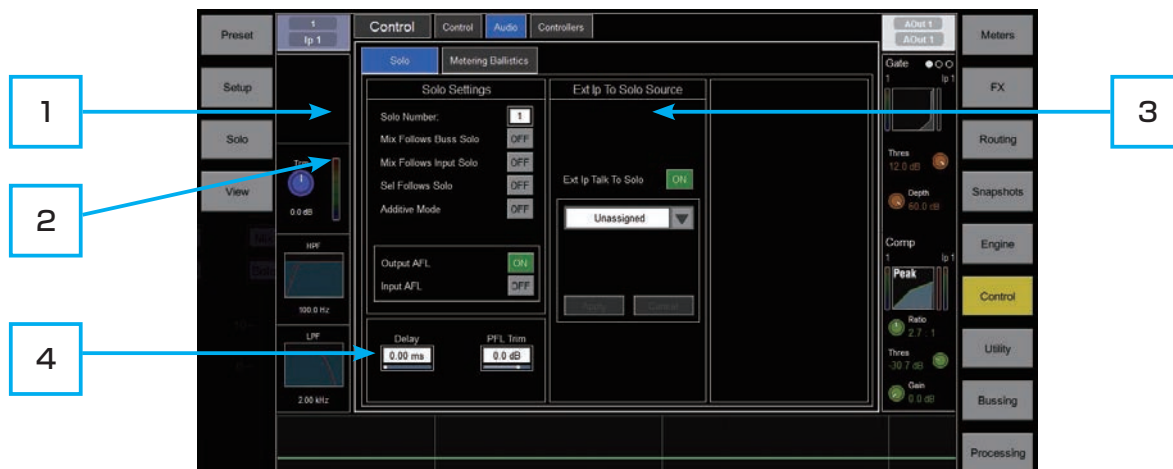 Preset
Setup
Solo
View
1
Ip 1
Control
Control
Audio
Controllers
Solo
Metering Ballistics
Solo Settings
Solo Number:
1
Mix Follows Buss Solo
OFF
Mix Follows Input Solo
OFF
Sel Follows Solo
OFF
Additive Mode
OFF
Output AFL
ON
Input AFL
OFF
Delay
0.00 ms
PFL Trim
0.0 dB
Ext Ip To Solo Source
Ext Ip Talk To Solo
ON
Unassigned
Apply
Cancel
0.0 dB
HPF
100.0 Hz
LPF
2.00 kHz
AOut 1
AOut 1
Gate
1
Ip 1
Thres
12.0 dB
Depth
60.0 dB
Comp
1
Ip 1
Peak
Ratio
2.7 : 1
Thres
-30.7 dB
Gain
0.0 dB
Meters
FX
Routing
Snapshots
Engine
Control
Utility
Bussing
Processing
1
2
3
4